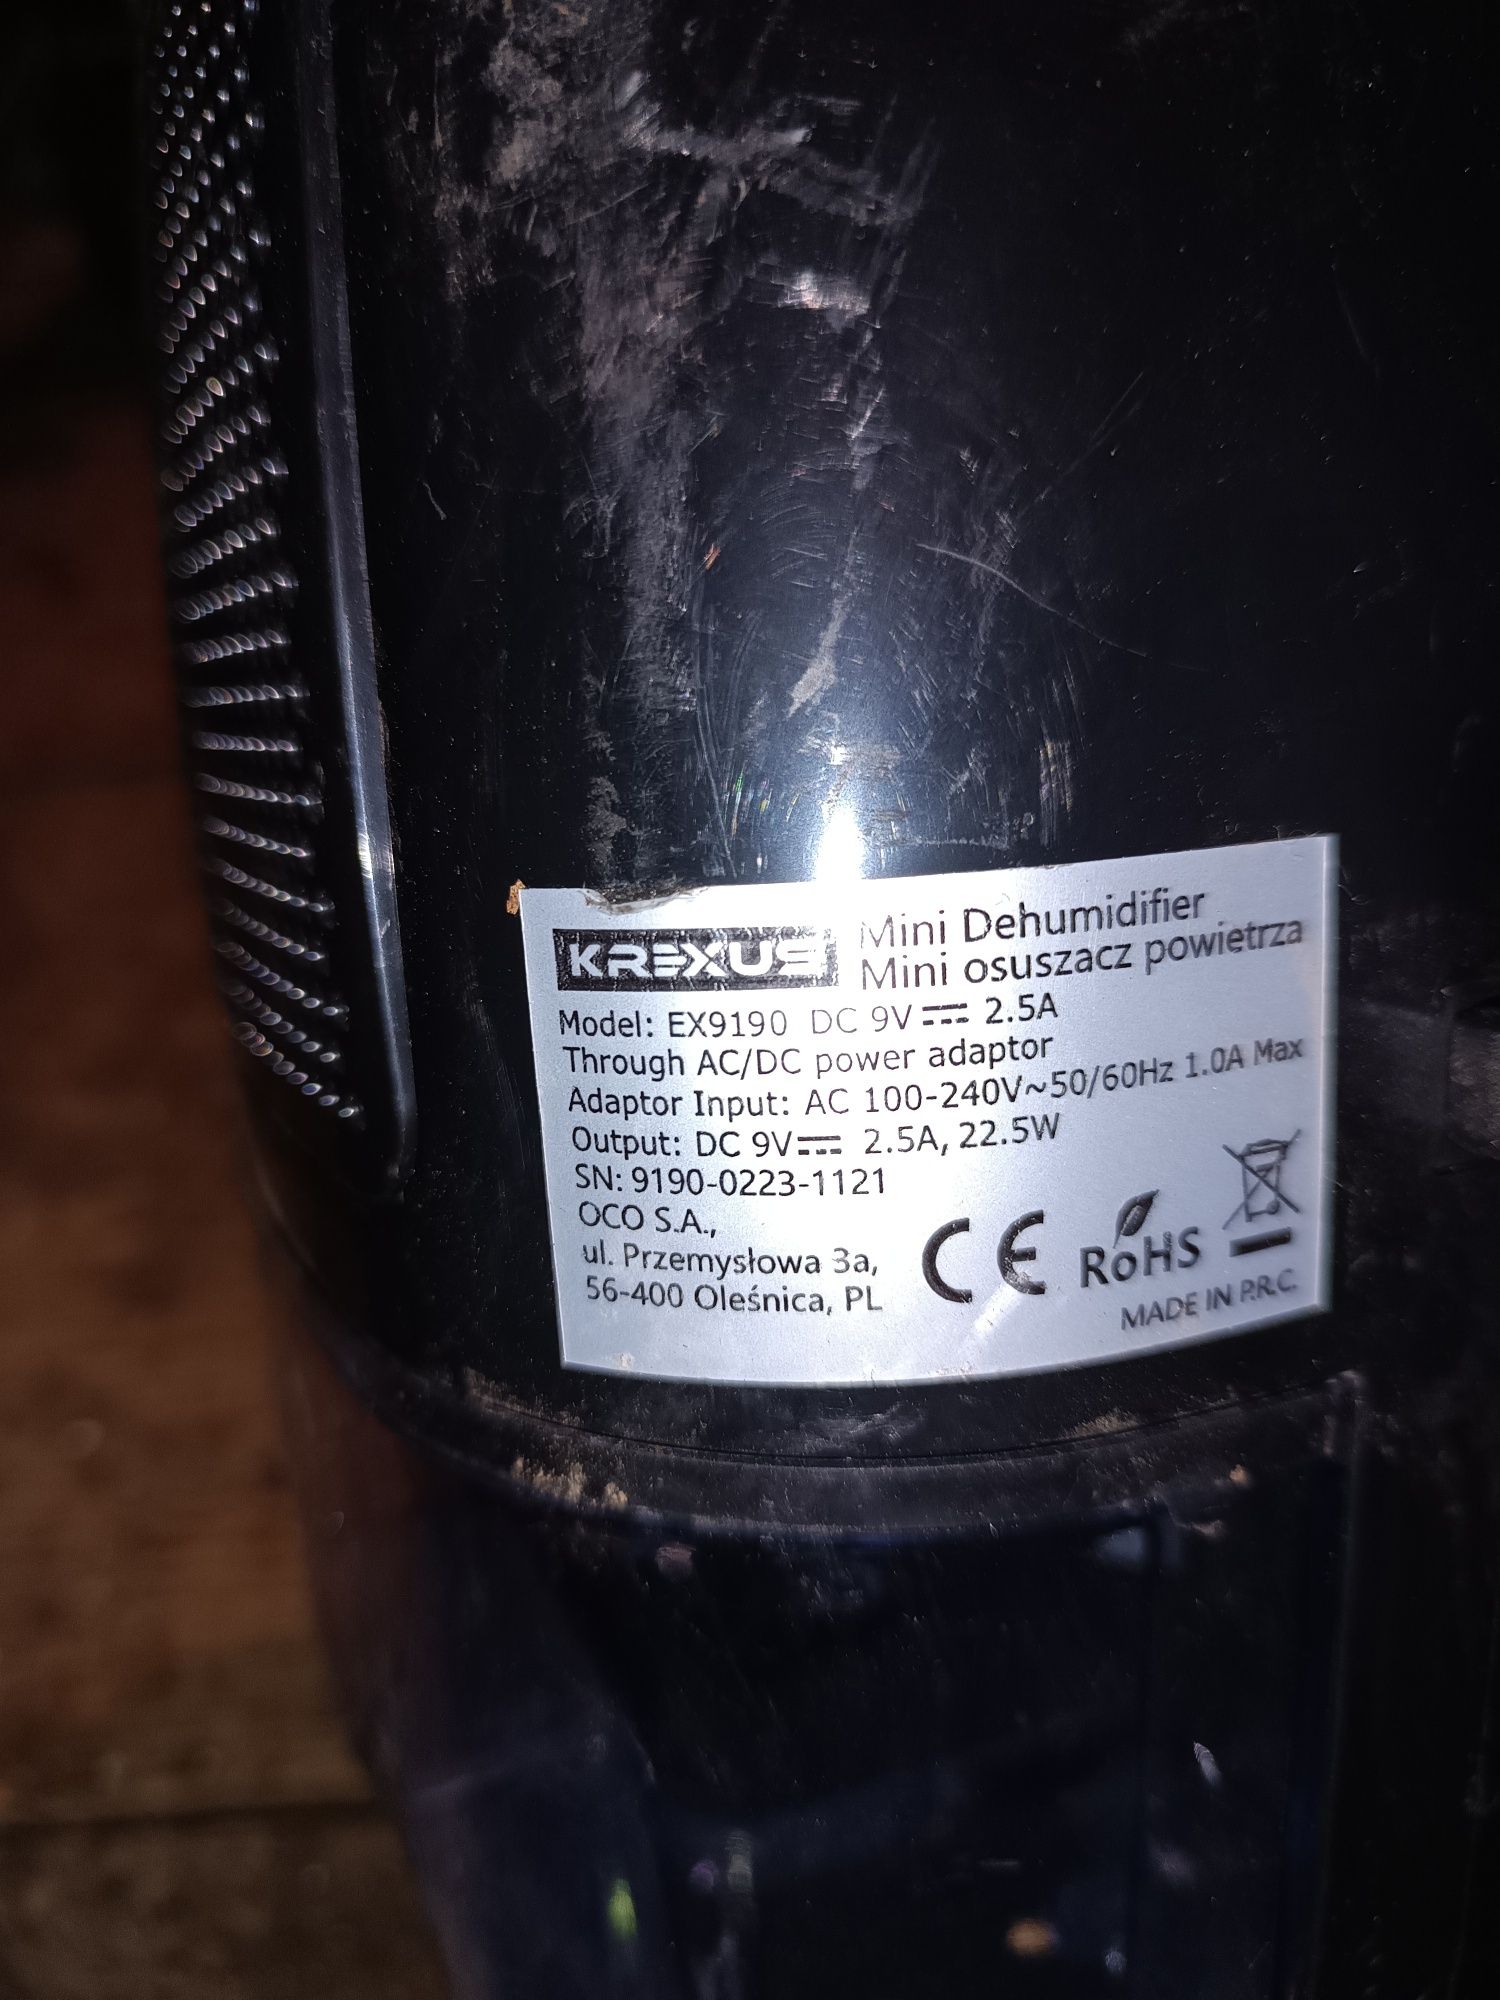 KREXUS
Mini Dehumidifier
Mini osuszacz powietrza
Model: EX9190 DC 9V⎓ 2.5A
Through AC/DC power adaptor
Adaptor Input: AC 100-240V~50/60Hz 1.0A Max
Output: DC 9V⎓ 2.5A, 22.5W
SN: 9190-0223-1121
OCO S.A.,
ul. Przemysłowa 3a,
56-400 Oleśnica, PL
CE RoHS
MADE IN P.R.C.